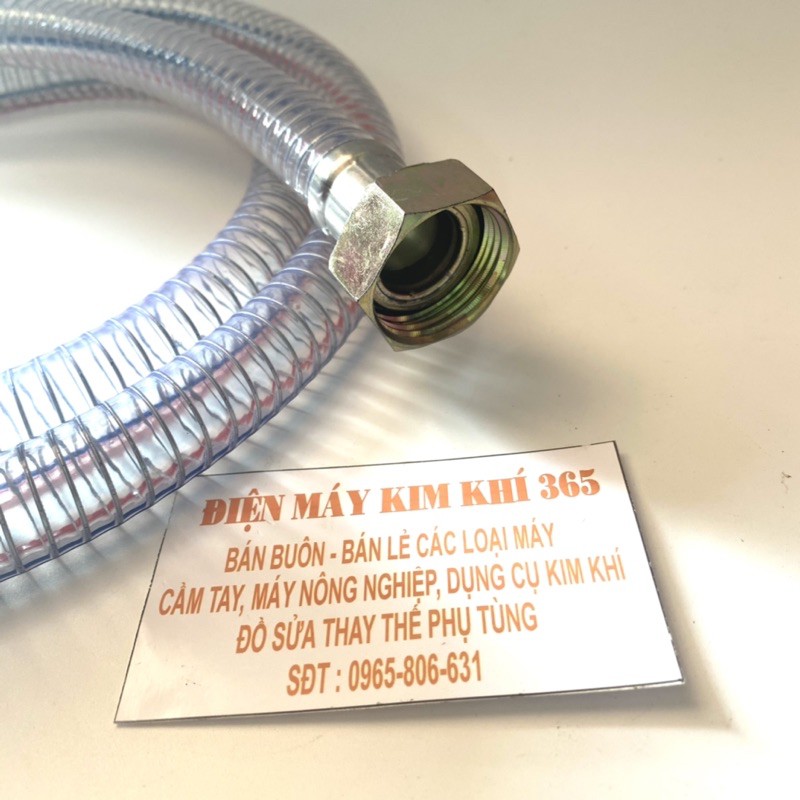 ĐIỆN MÁY KIM KHÍ 365
BÁN BUÔN - BÁN LẺ CÁC LOẠI MÁY
CẦM TAY, MÁY NÔNG NGHIỆP, DỤNG CỤ KIM KHÍ
ĐỒ SỬA THAY THẾ PHỤ TÙNG
SĐT : 0965-806-631